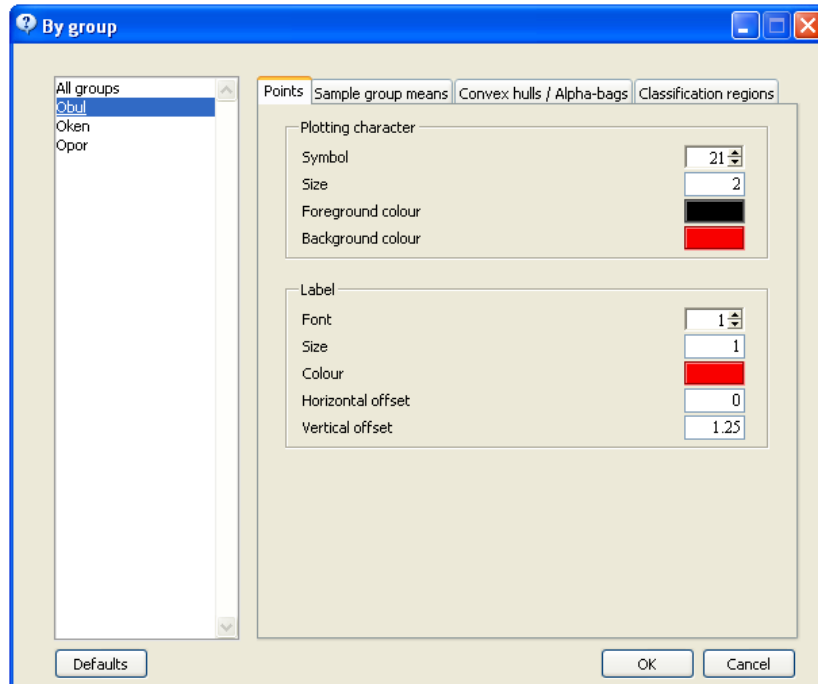 By group
All groups
Obul
Oken
Opor
Points Sample group means Convex hulls / Alpha-bags Classification regions
Plotting character
Symbol 21
Size 2
Foreground colour
Background colour
Label
Font 1
Size 1
Colour
Horizontal offset 0
Vertical offset 1.25
Defaults OK Cancel